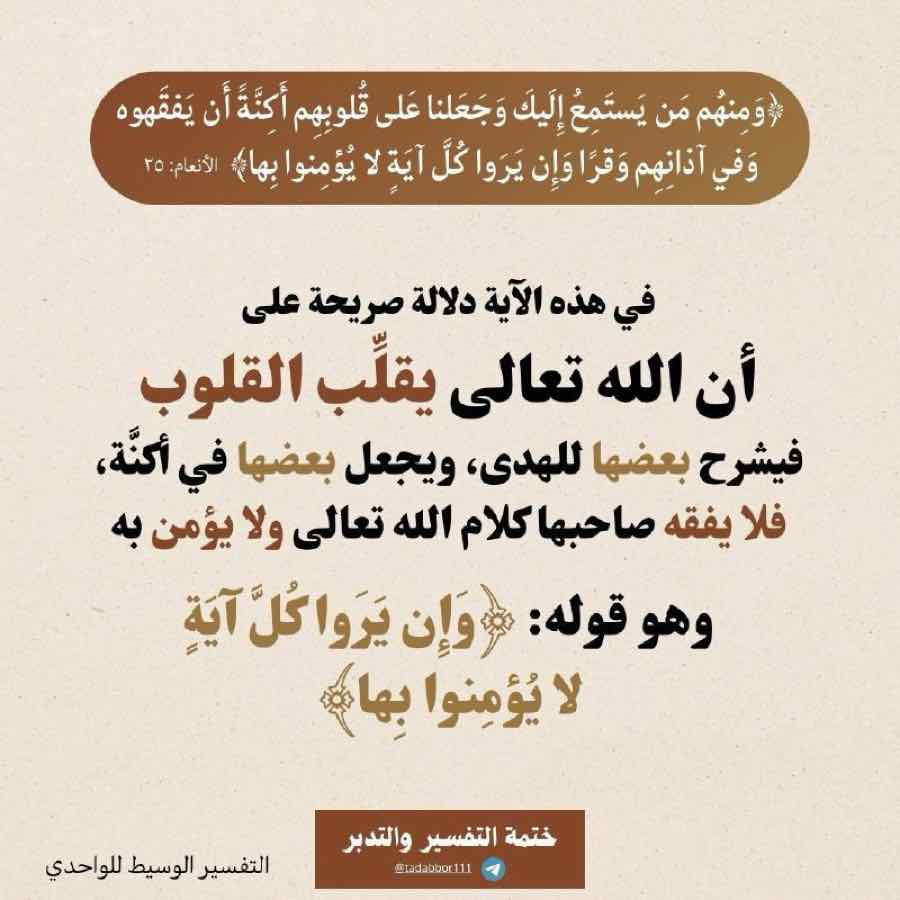 ﴿وَمِنهُم مَن يَستَمِعُ إِلَيكَ وَجَعَلنا عَلى قُلوبِهِم أَكِنَّةً أَن يَفقَهوه
وَفي آذانِهِم وَقرًا وَإِن يَرَوا كُلَّ آيَةٍ لا يُؤمِنوا بِها﴾ الأنعام: ٢٥
في هذه الآية دلالة صريحة على
أن الله تعالى يقلِّب القلوب
فيشرح بعضها للهدى، ويجعل بعضها في أكنَّة،
فلا يفقه صاحبها كلام الله تعالى ولا يؤمن به
وهو قوله: ﴿وَإِن يَرَوا كُلَّ آيَةٍ
لا يُؤمِنوا بِها﴾
ختمة التفسير والتدبر
@tadabbor111
التفسير الوسيط للواحدي